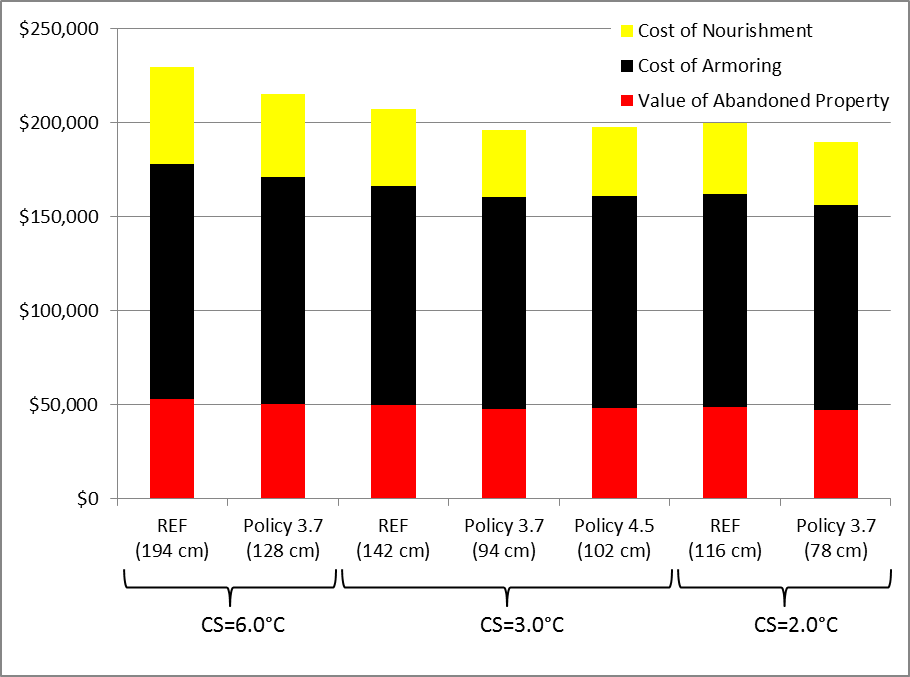 $250,000
$200,000
$150,000
$100,000
$50,000
$0
Cost of Nourishment
Cost of Armoring
Value of Abandoned Property
REF
(194 cm)
Policy 3.7
(128 cm)
REF
(142 cm)
Policy 3.7
(94 cm)
Policy 4.5
(102 cm)
REF
(116 cm)
Policy 3.7
(78 cm)
CS=6.0°C
CS=3.0°C
CS=2.0°C